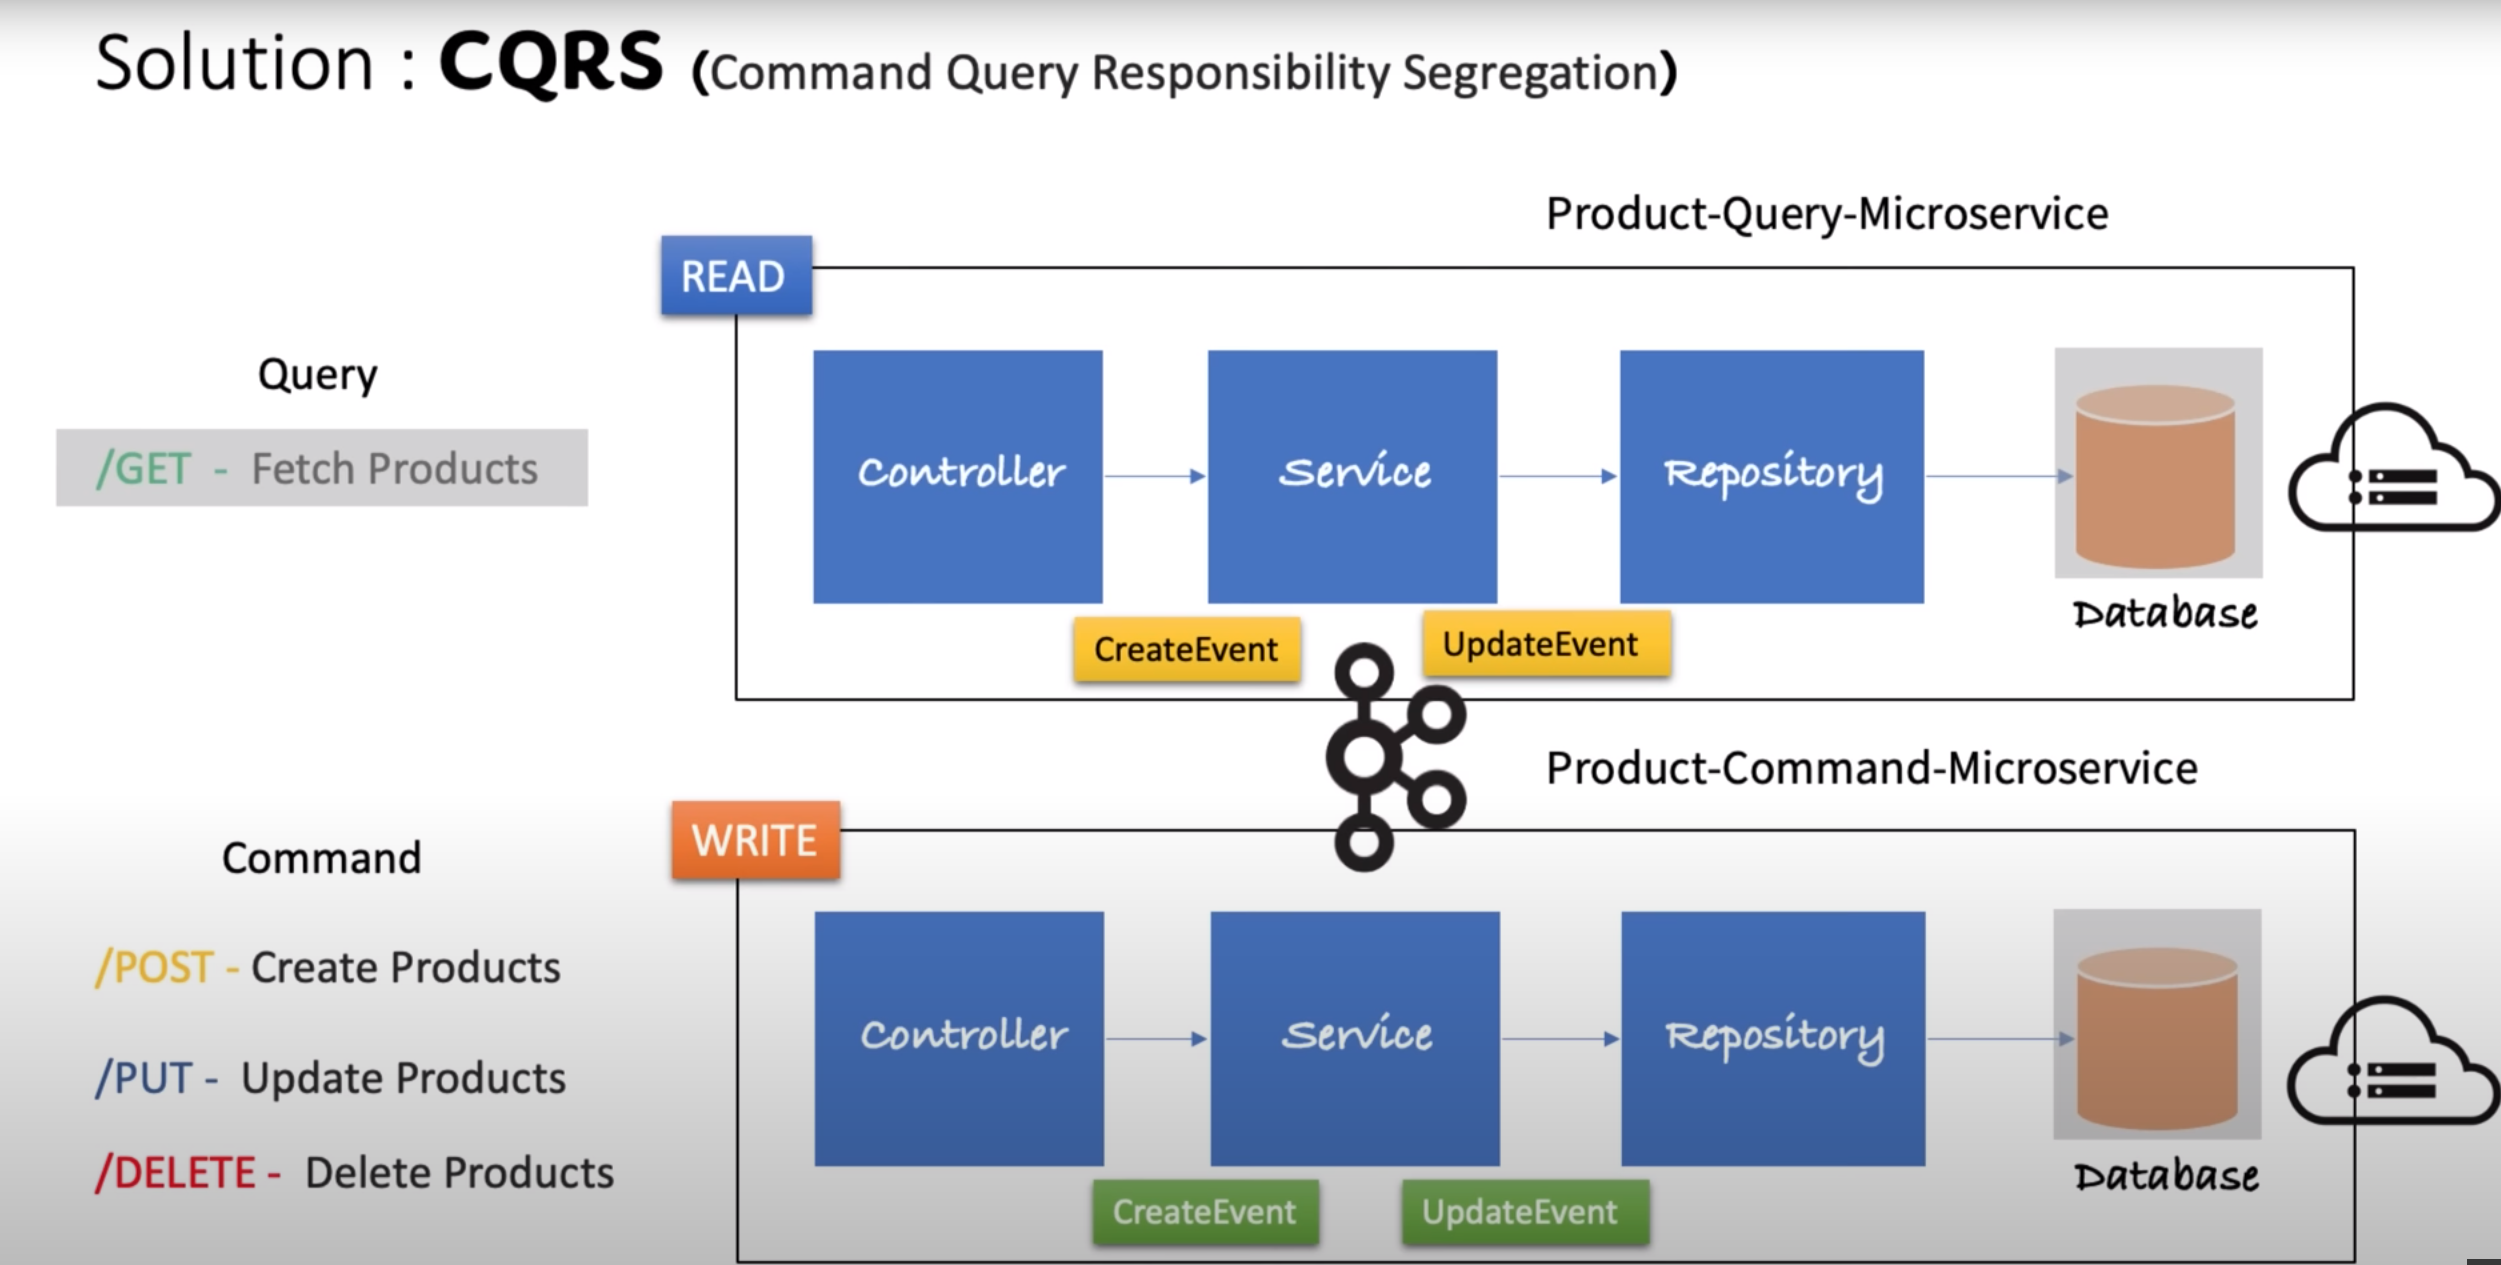 Solution : CQRS (Command Query Responsibility Segregation)
Product-Query-Microservice
READ
Query
/GET - Fetch Products
Controller
Service
Repository
Database
CreateEvent
UpdateEvent
Product-Command-Microservice
WRITE
Command
/POST - Create Products
/PUT - Update Products
/DELETE - Delete Products
Controller
Service
Repository
Database
CreateEvent
UpdateEvent